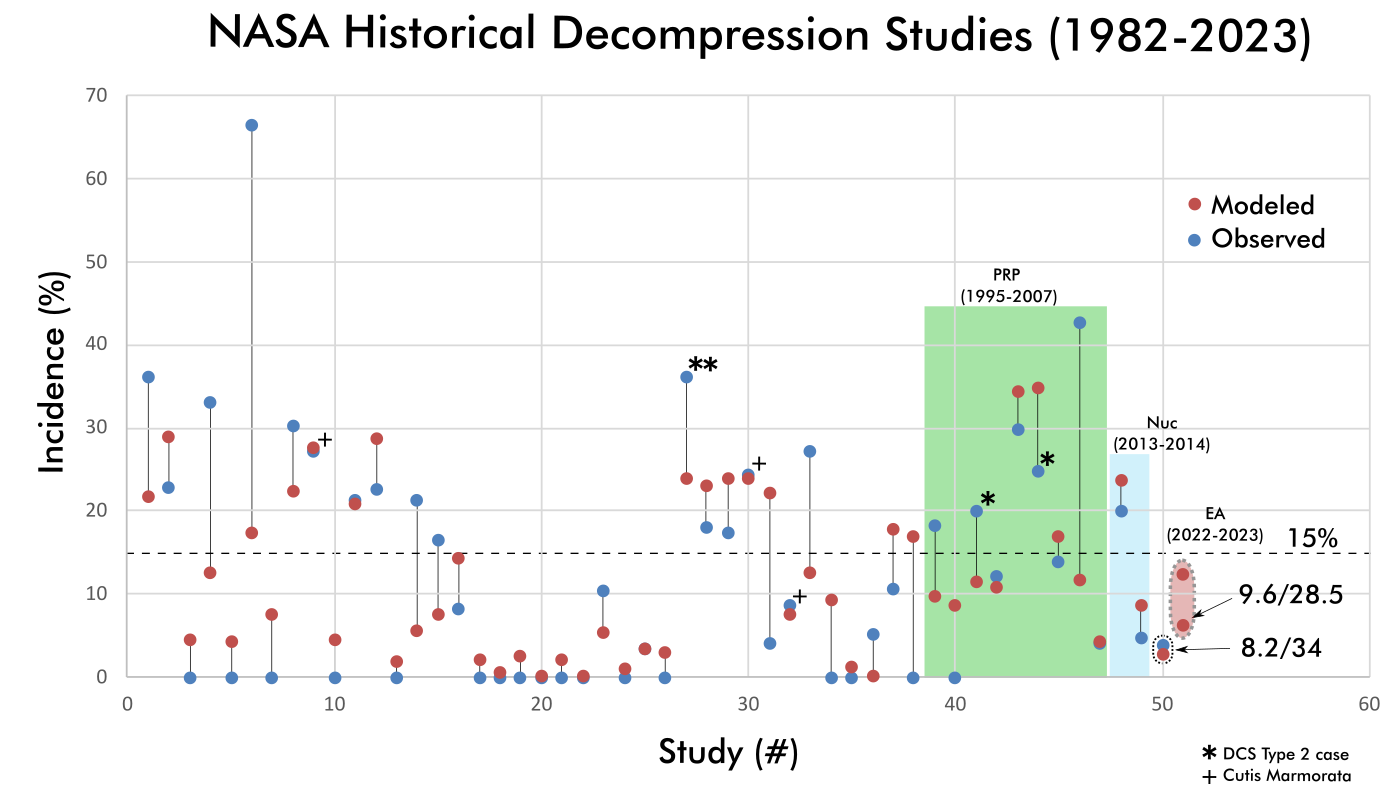 NASA Historical Decompression Studies (1982-2023)
70
60
50
40
30
20
10
0
Incidence (%)
Modeled
Observed
PRP
(1995-2007)
**
+
+
+
*
*
Nuc
(2013-2014)
EA
(2022-2023)
15%
9.6/28.5
8.2/34
0 10 20 30 40 50 60
Study (#)
* DCS Type 2 case
+ Cutis Marmorata